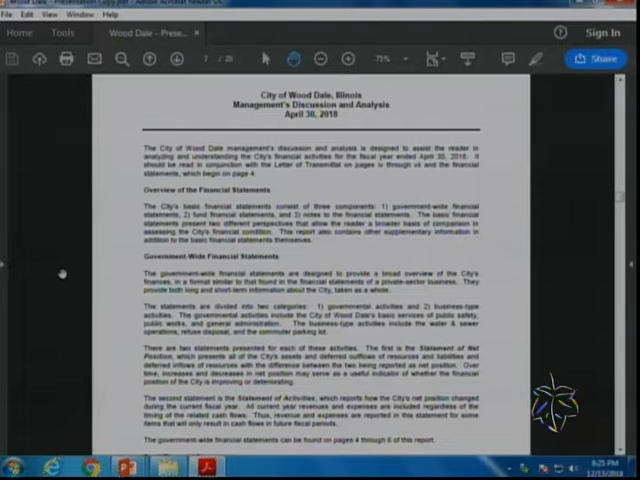 Wood Dale - Presentation Copy.pdf - Adobe Acrobat Reader DC
File Edit View Window Help
Home Tools Wood Dale - Prese... × Sign In
7 / 20 75% Share
City of Wood Dale, Illinois
Management's Discussion and Analysis
April 30, 2018
The City of Wood Dale management's discussion and analysis is designed to assist the reader in
analyzing and understanding the City's financial activities for the fiscal year ended April 30, 2018. It
should be read in conjunction with the Letter of Transmittal on pages iv through vii and the financial
statements, which begin on page 4.
Overview of the Financial Statements
The City's basic financial statements consist of three components: 1) government-wide financial
statements, 2) fund financial statements, and 3) notes to the financial statements. The basic financial
statements present two different perspectives that allow the reader a broader basis of comparison in
assessing the City's financial condition. This report also contains other supplementary information in
addition to the basic financial statements themselves.
Government-Wide Financial Statements
The government-wide financial statements are designed to provide a broad overview of the City's
finances, in a format similar to that found in the financial statements of a private-sector business. They
provide both long and short-term information about the City, taken as a whole.
The statements are divided into two categories: 1) governmental activities and 2) business-type
activities. The governmental activities include the City of Wood Dale's basic services of public safety,
public works, and general administration. The business-type activities include the water & sewer
operations, refuse disposal, and the commuter parking lot.
There are two statements presented for each of these activities. The first is the Statement of Net
Position, which presents all of the City's assets and deferred outflows of resources and liabilities and
deferred inflows of resources with the difference between the two being reported as net position. Over
time, increases and decreases in net position may serve as a useful indicator of whether the financial
position of the City is improving or deteriorating.
The second statement is the Statement of Activities, which reports how the City's net position changed
during the current fiscal year. All current year revenues and expenses are included regardless of the
timing of the related cash flows. Thus, revenue and expenses are reported in this statement for some
items that will only result in cash flows in future fiscal periods.
The government-wide financial statements can be found on pages 4 through 6 of this report.
8:25 PM
12/13/2018